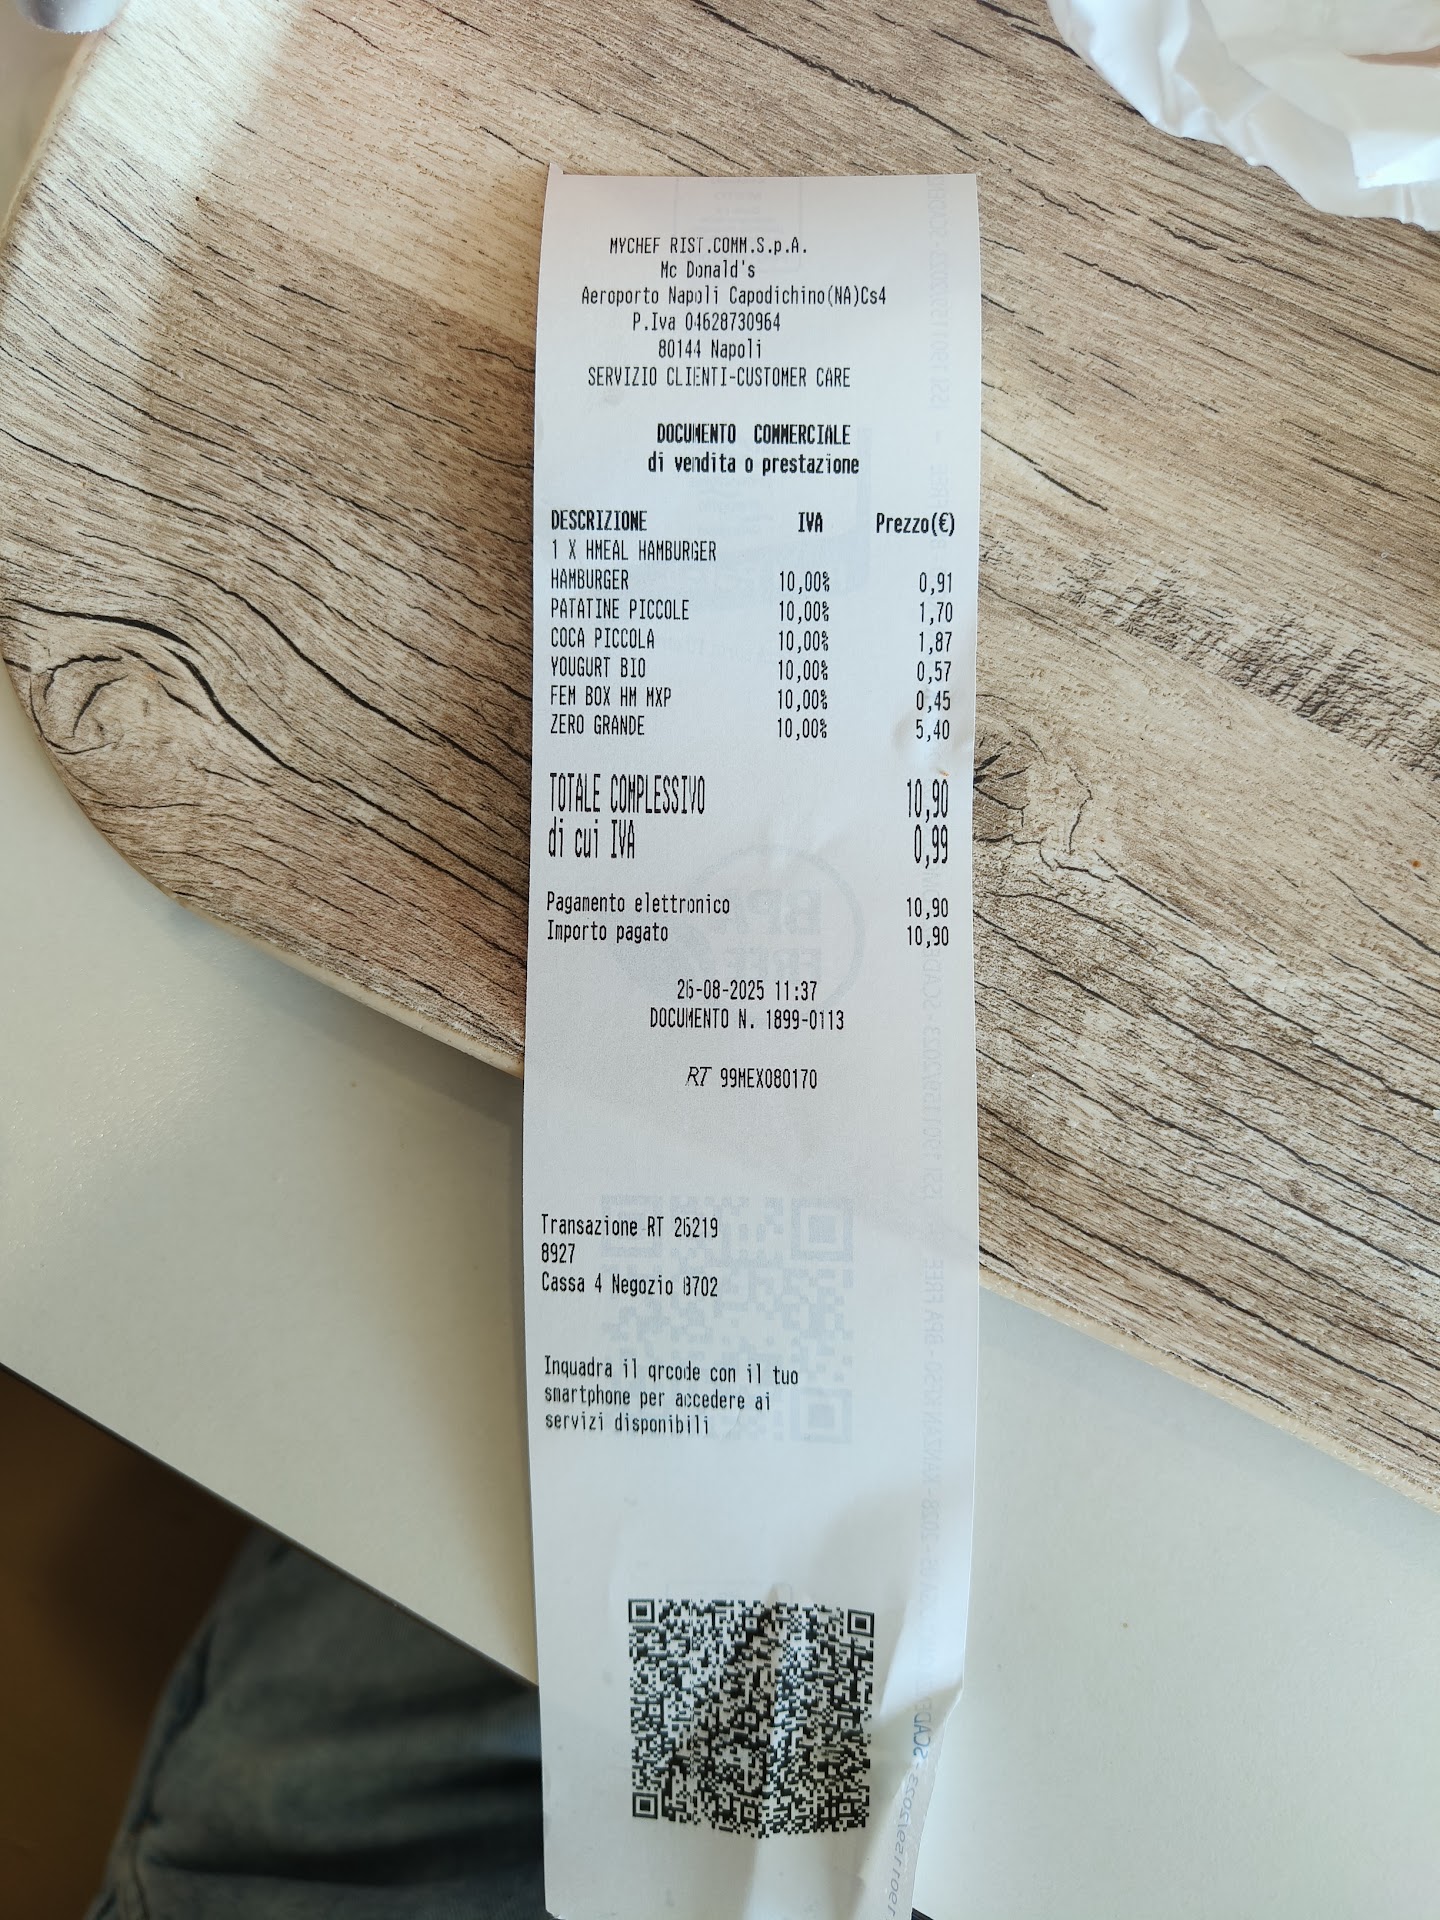 MYCHEF RIST.COMM.S.p.A.
Mc Donald's
Aeroporto Napoli Capodichino(NA)Cs4
P.Iva 04628730964
80144 Napoli
SERVIZIO CLIENTI-CUSTOMER CARE
DOCUMENTO COMMERCIALE
di vendita o prestazione
DESCRIZIONE IVA Prezzo(€)
1 X HMEAL HAMBURGER
HAMBURGER 10,00% 0,91
PATATINE PICCOLE 10,00% 1,70
COCA PICCOLA 10,00% 1,87
YOUGURT BIO 10,00% 0,57
FEM BOX HM MXP 10,00% 0,45
ZERO GRANDE 10,00% 5,40
TOTALE COMPLESSIVO 10,90
di cui IVA 0,99
Pagamento elettronico 10,90
Importo pagato 10,90
26-08-2025 11:37
DOCUMENTO N. 1899-0113
RT 99MEX080170
Transazione RT 26219
8927
Cassa 4 Negozio 8702
Inquadra il qrcode con il tuo
smartphone per accedere ai
servizi disponibili